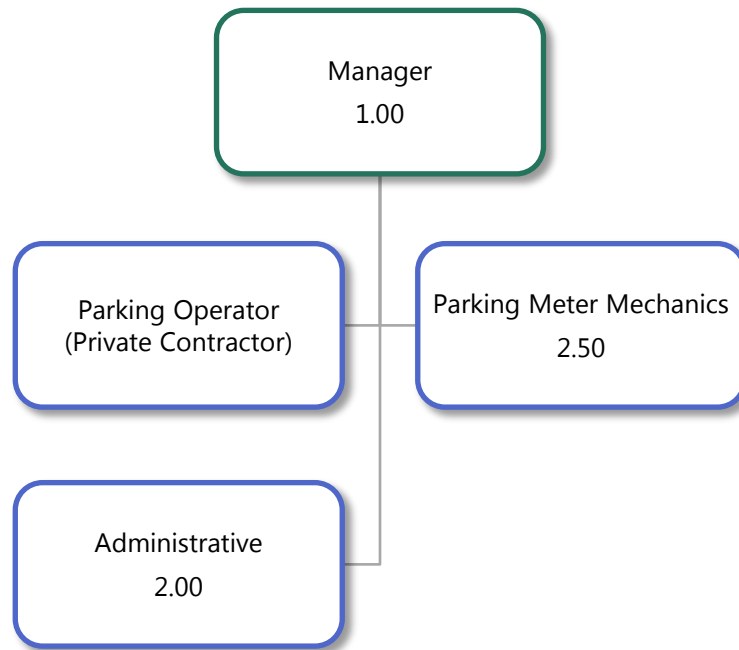 Manager
1.00
Parking Operator
(Private Contractor)
Parking Meter Mechanics
2.50
Administrative
2.00